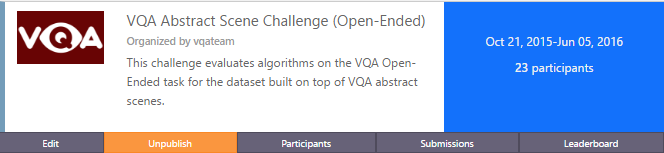 VQA
VQA Abstract Scene Challenge (Open-Ended)
Organized by vqateam
This challenge evaluates algorithms on the VQA Open-
Ended task for the dataset built on top of VQA abstract
scenes.
Oct 21, 2015-Jun 05, 2016
23 participants
Edit
Unpublish
Participants
Submissions
Leaderboard